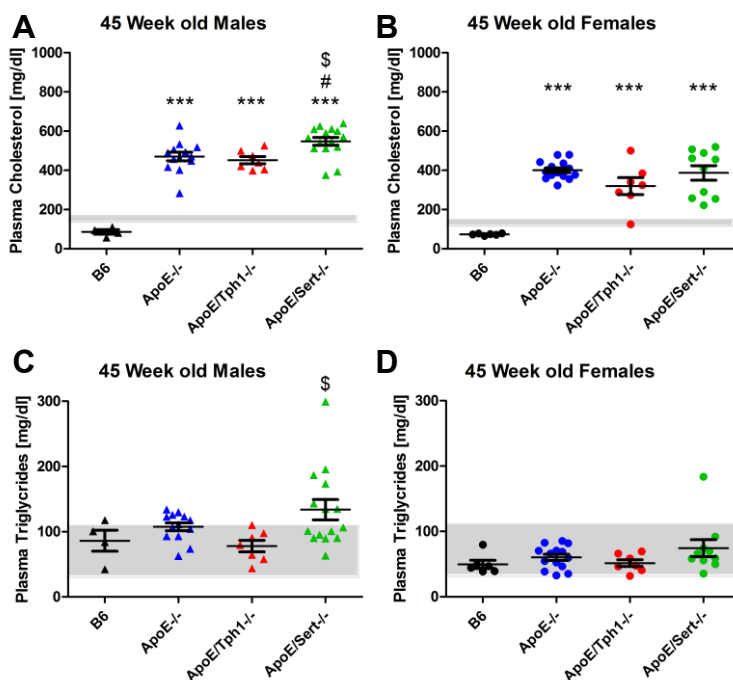 A
45 Week old Males
Plasma Cholesterol [mg/dl]
1000
800
600
400
200
0
***
***
$
#
***
B6
ApoE-/-
ApoE/Tph1-/-
ApoE/Sert-/-
B
45 Week old Females
Plasma Cholesterol [mg/dl]
1000
800
600
400
200
0
***
***
***
B6
ApoE-/-
ApoE/Tph1-/-
ApoE/Sert-/-
C
45 Week old Males
Plasma Triglycrides [mg/dl]
300
200
100
0
$
B6
ApoE-/-
ApoE/Tph1-/-
ApoE/Sert-/-
D
45 Week old Females
Plasma Triglycrides [mg/dl]
300
200
100
0
B6
ApoE-/-
ApoE/Tph1-/-
ApoE/Sert-/-